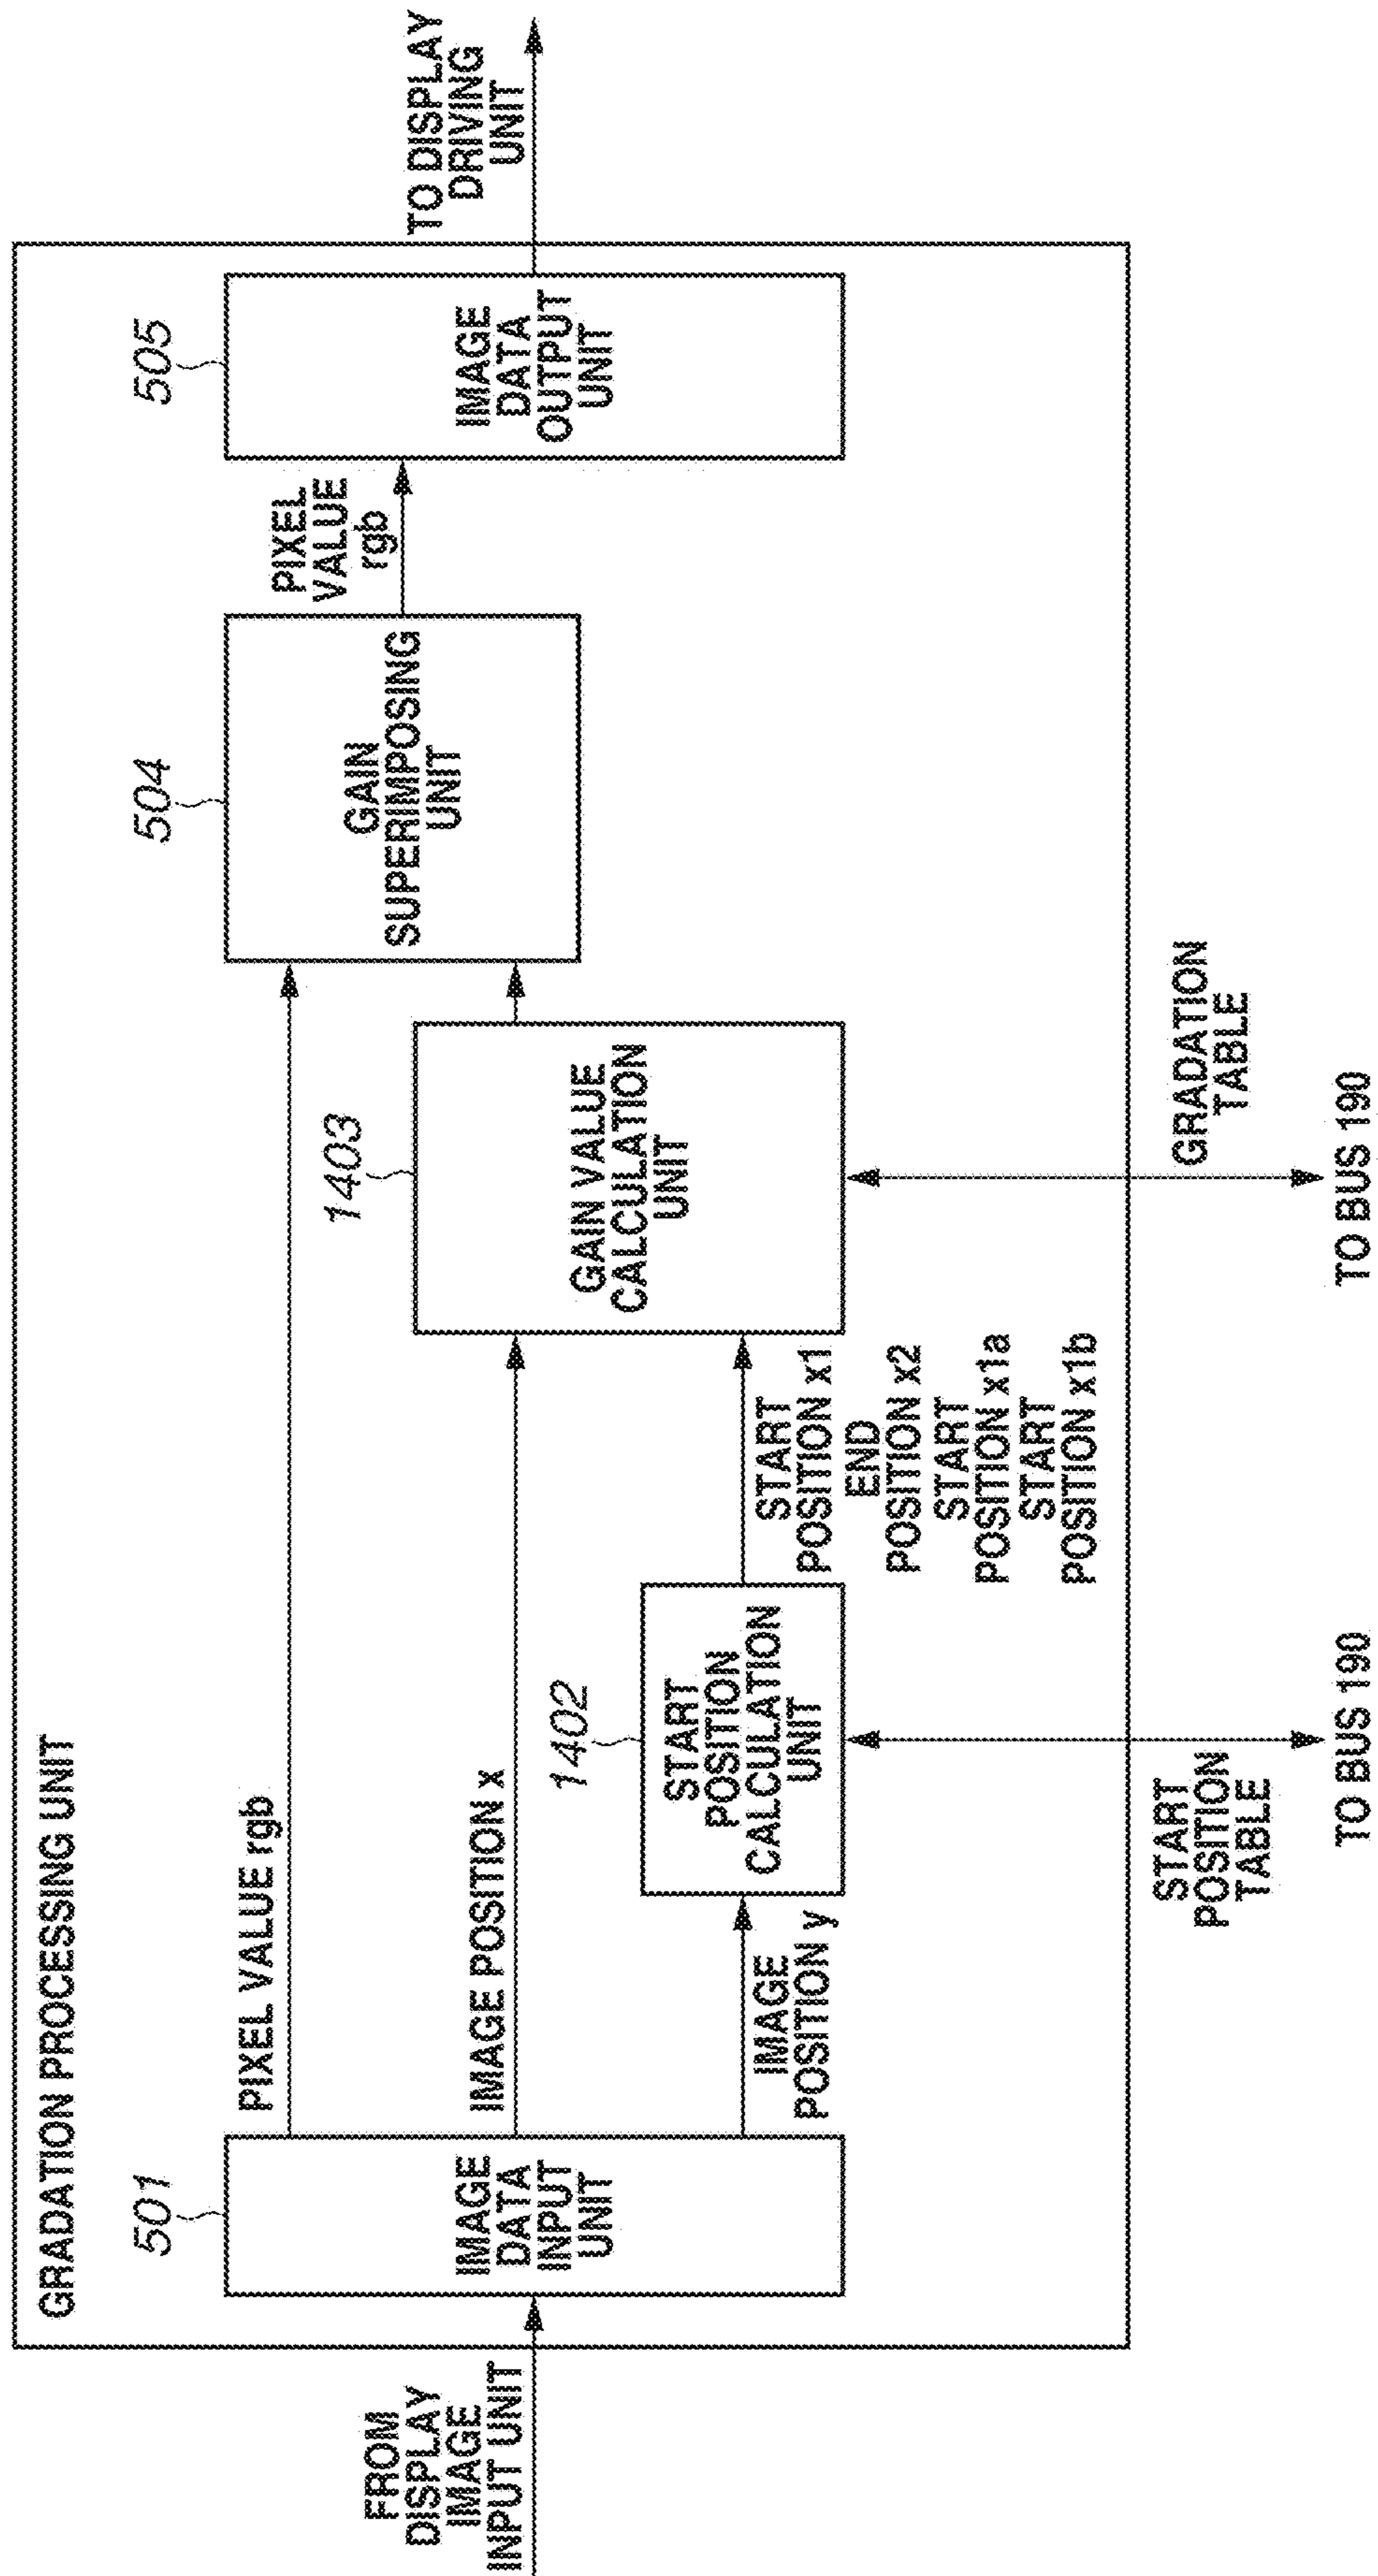 GRADATION PROCESSING UNIT
FROM
DISPLAY
IMAGE
INPUT UNIT
501
IMAGE
DATA
INPUT
UNIT
PIXEL VALUE rgb
IMAGE POSITION x
IMAGE
POSITION y
1402
START
POSITION
CALCULATION
UNIT
START
POSITION
TABLE
TO BUS 190
START
POSITION x1
END
POSITION x2
START
POSITION x1a
START
POSITION x1b
1403
GAIN VALUE
CALCULATION
UNIT
GRADATION
TABLE
TO BUS 190
504
GAIN
SUPERIMPOSING
UNIT
PIXEL
VALUE
rgb
505
IMAGE
DATA
OUTPUT
UNIT
TO DISPLAY
DRIVING
UNIT